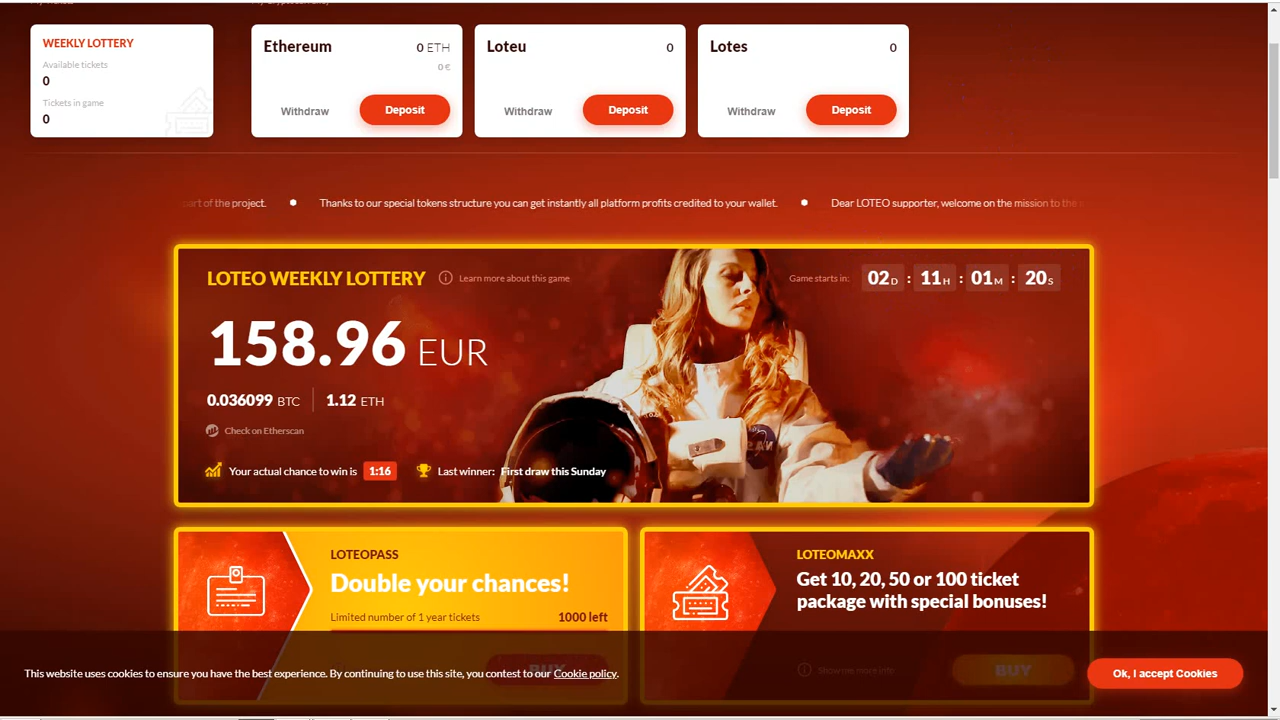 WEEKLY LOTTERY
Available tickets
0
Tickets in game
0
Ethereum 0 ETH
0 €
Withdraw Deposit
Loteu 0
Withdraw Deposit
Lotes 0
Withdraw Deposit
part of the project. Thanks to our special tokens structure you can get instantly all platform profits credited to your wallet. Dear LOTEO supporter, welcome on the mission to the
LOTEO WEEKLY LOTTERY Learn more about this game Game starts in: 02D : 11H : 01M : 20S
158.96 EUR
0.036099 BTC 1.12 ETH
Check on Etherscan
Your actual chance to win is 1:16 Last winner: First draw this Sunday
LOTEOPASS
Double your chances!
Limited number of 1 year tickets 1000 left
BUY
LOTEOMAXX
Get 10, 20, 50 or 100 ticket
package with special bonuses!
Show me more info BUY
This website uses cookies to ensure you have the best experience. By continuing to use this site, you contest to our Cookie policy. Ok, I accept Cookies